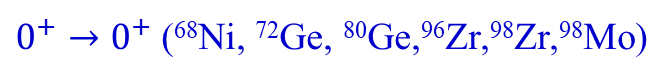 0⁺ → 0⁺ (⁶⁸Ni, ⁷²Ge, ⁸⁰Ge,⁹⁶Zr,⁹⁸Zr,⁹⁸Mo)